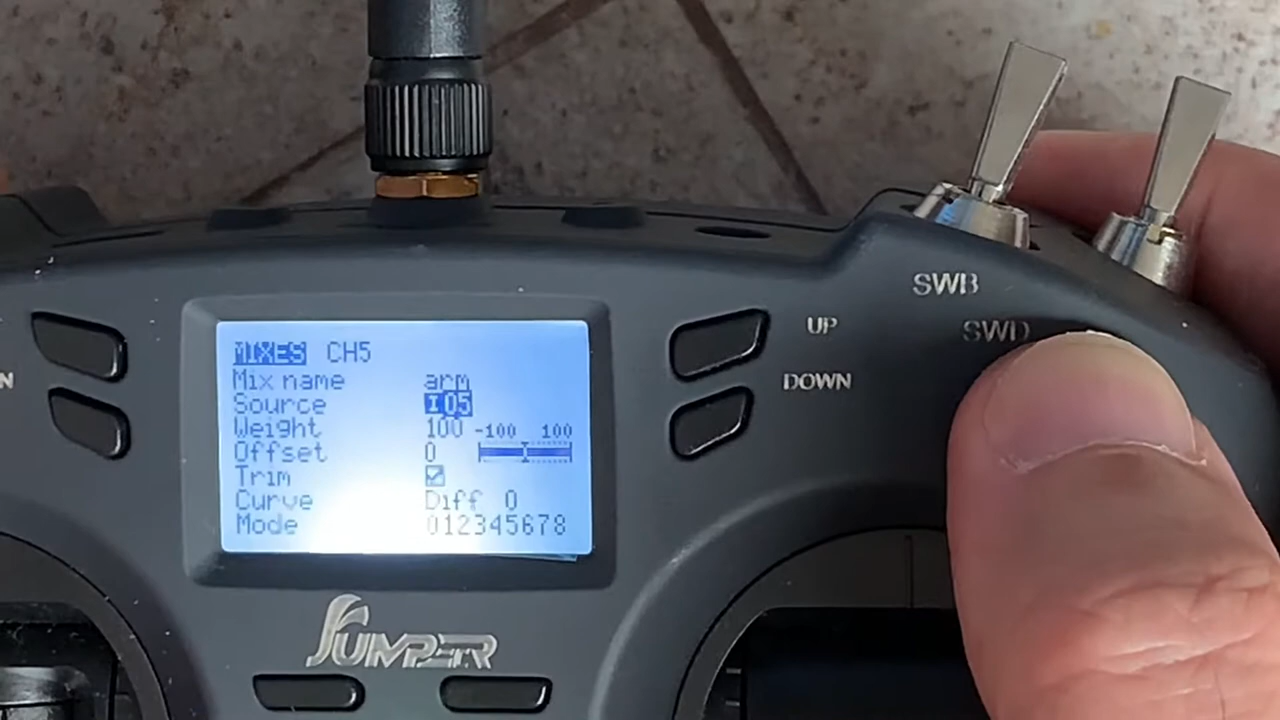 MIXES CH5
Mix name arm
Source I05
Weight 100 -100 100
Offset 0
Trim
Curve Diff 0
Mode 012345678
SWB
SWD
UP
DOWN
N
JUMPER